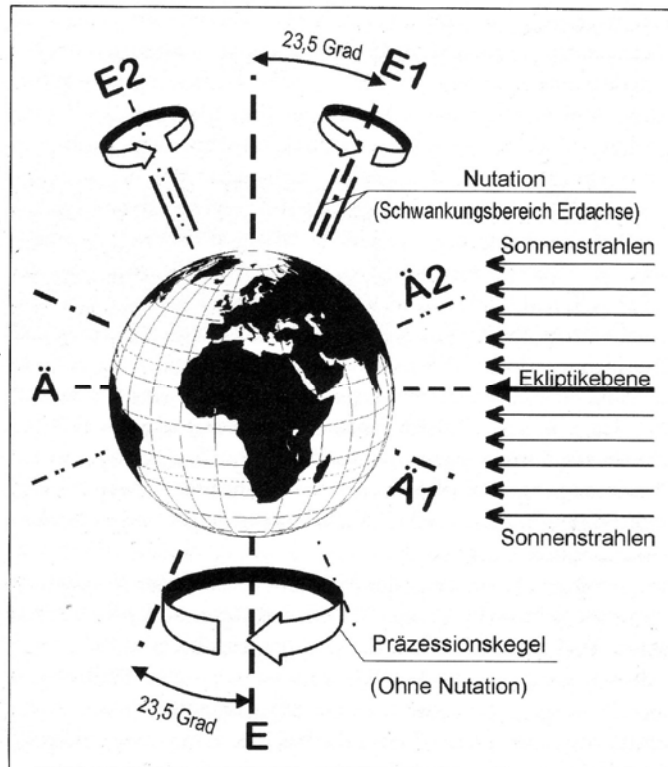 23,5 Grad
E2
E1
Nutation
(Schwankungsbereich Erdachse)
Sonnenstrahlen
Ä2
Ä
Ekliptikebene
Ä1
Sonnenstrahlen
Präzessionskegel
(Ohne Nutation)
23,5 Grad
E